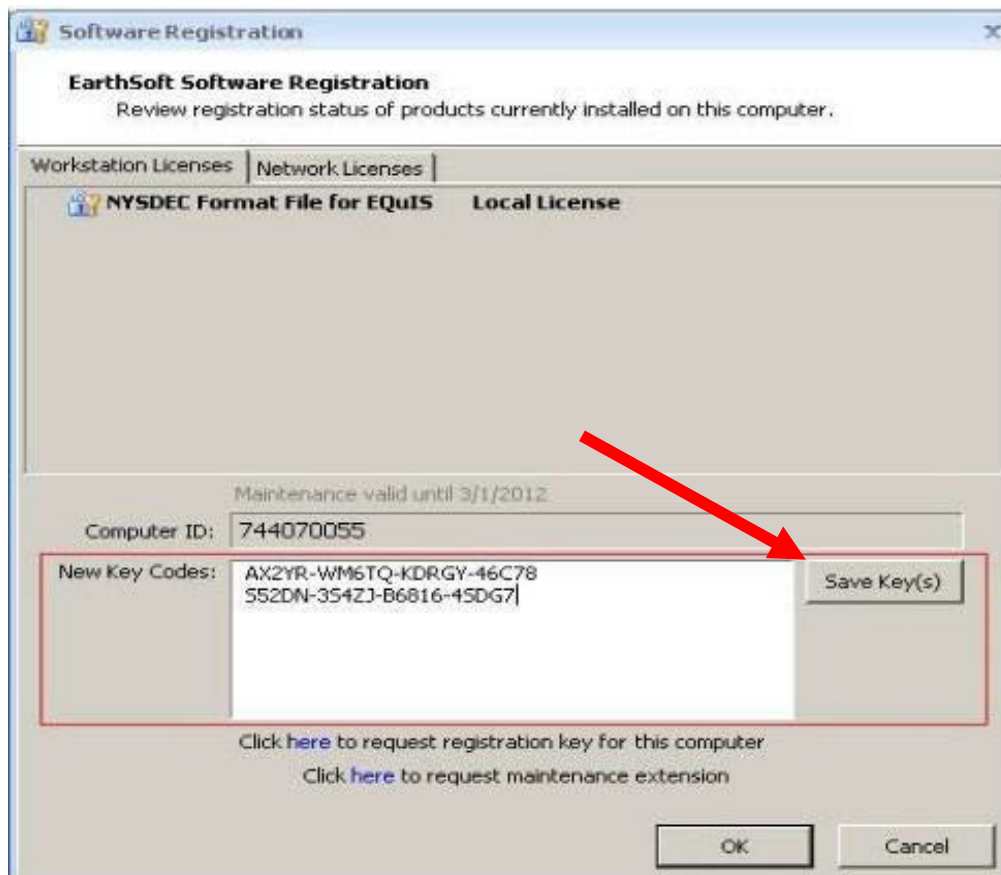 Software Registration
EarthSoft Software Registration
Review registration status of products currently installed on this computer.
Workstation Licenses Network Licenses
NYSDEC Format File for EQuIS Local License
Maintenance valid until 3/1/2012
Computer ID: 744070055
New Key Codes: AX2YR-WM6TQ-KDRGY-46C78 Save Key(s)
S52DN-3S4ZJ-B6816-4SDG7
Click here to request registration key for this computer
Click here to request maintenance extension
OK Cancel